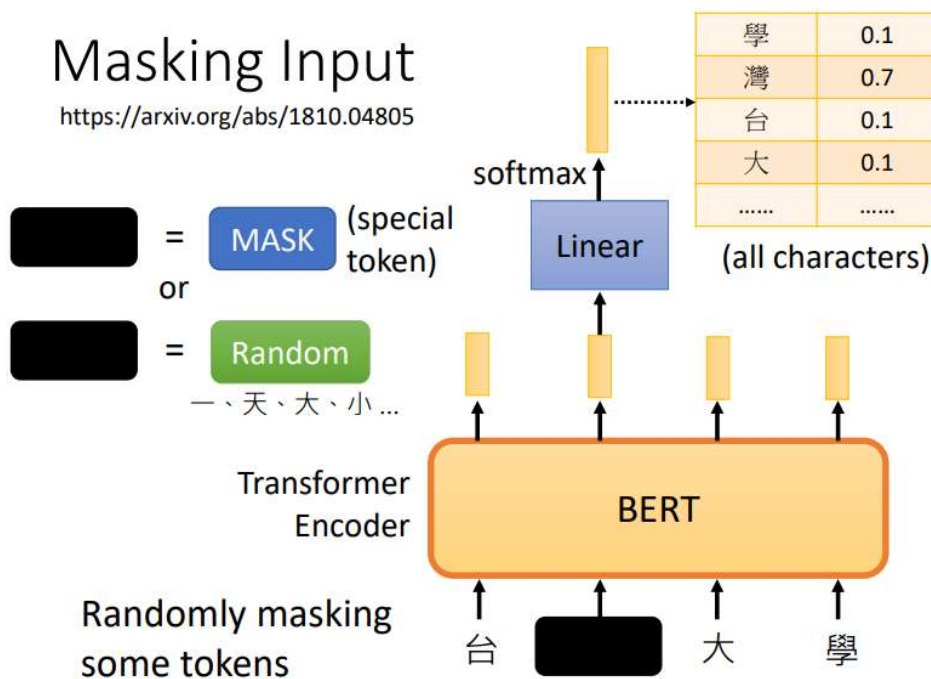 Masking Input
https://arxiv.org/abs/1810.04805
= MASK (special token)
or
= Random
一、天、大、小 ...
Transformer
Encoder
Randomly masking
some tokens
學 0.1
灣 0.7
台 0.1
大 0.1
...... ......
(all characters)
softmax
Linear
BERT
台 大 學